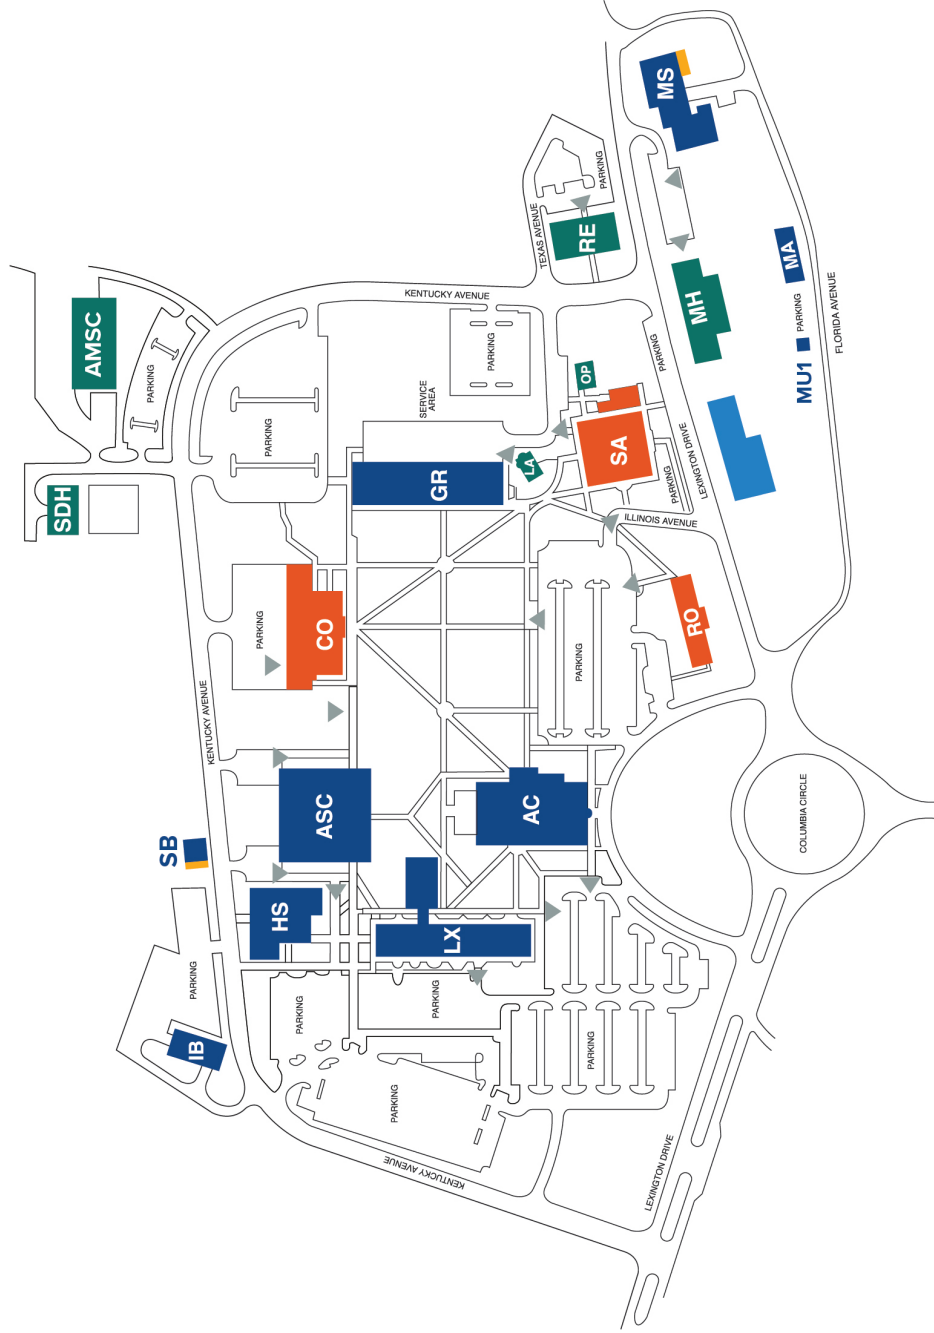 MS
PARKING
TEXAS AVENUE
RE
MA
KENTUCKY AVENUE
MH
PARKING
FLORIDA AVENUE
AMSC
PARKING
PARKING
PARKING
MU1
OP
SERVICE
AREA
PARKING
SA
LA
GR
PARKING
LEXINGTON DRIVE
SDH
ILLINOIS AVENUE
CO
PARKING
RO
PARKING
KENTUCKY AVENUE
ASC
AC
COLUMBIA CIRCLE
SB
HS
LX
PARKING
PARKING
PARKING
IB
PARKING
PARKING
KENTUCKY AVENUE
LEXINGTON DRIVE